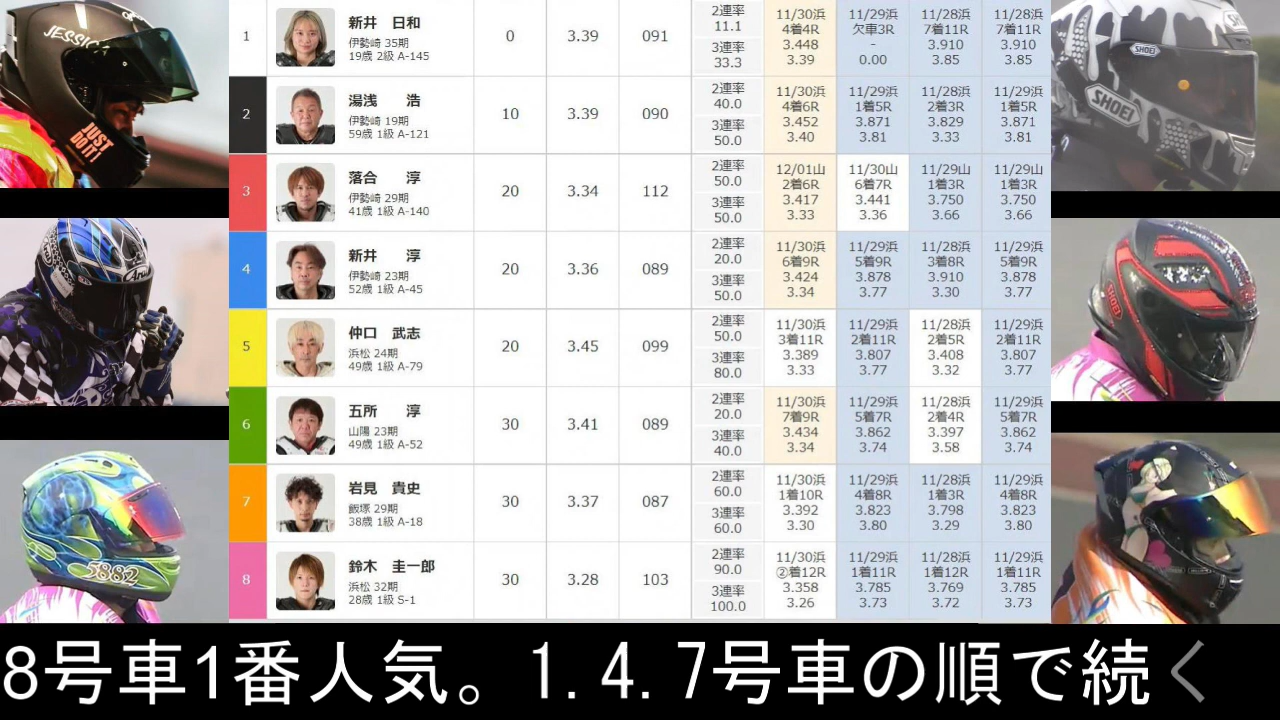 JESSICA
JUST
DO IT!
Arai
5882
SHOEI
SHOEI
SHOEI
1
新井 日和
伊勢崎 35期
19歳 2級 A-145
0
3.39
091
2連率
11.1
3連率
33.3
11/30浜
4着4R
3.448
3.39
11/29浜
欠車3R
-
0.00
11/28浜
7着11R
3.910
3.85
11/28浜
7着11R
3.910
3.85
2
湯浅 浩
伊勢崎 19期
59歳 1級 A-121
10
3.39
090
2連率
40.0
3連率
50.0
11/30浜
4着6R
3.452
3.40
11/29浜
1着5R
3.871
3.81
11/28浜
2着3R
3.829
3.33
11/29浜
1着5R
3.871
3.81
3
落合 淳
伊勢崎 29期
41歳 1級 A-140
20
3.34
112
2連率
50.0
3連率
50.0
12/01山
2着6R
3.417
3.33
11/30山
6着7R
3.441
3.36
11/29山
1着3R
3.750
3.66
11/29山
1着3R
3.750
3.66
4
新井 淳
伊勢崎 23期
52歳 1級 A-45
20
3.36
089
2連率
20.0
3連率
50.0
11/30浜
6着9R
3.424
3.34
11/29浜
5着9R
3.878
3.77
11/28浜
3着8R
3.910
3.30
11/29浜
5着9R
3.878
3.77
5
仲口 武志
浜松 24期
49歳 1級 A-79
20
3.45
099
2連率
50.0
3連率
80.0
11/30浜
3着11R
3.389
3.33
11/29浜
2着11R
3.807
3.77
11/28浜
2着5R
3.408
3.32
11/29浜
2着11R
3.807
3.77
6
五所 淳
山陽 23期
49歳 1級 A-52
30
3.41
089
2連率
20.0
3連率
40.0
11/30浜
7着9R
3.434
3.34
11/29浜
5着7R
3.862
3.74
11/28浜
2着4R
3.397
3.58
11/29浜
5着7R
3.862
3.74
7
岩見 貴史
飯塚 29期
38歳 1級 A-18
30
3.37
087
2連率
60.0
3連率
60.0
11/30浜
1着10R
3.392
3.30
11/29浜
4着8R
3.823
3.80
11/28浜
1着3R
3.798
3.29
11/29浜
4着8R
3.823
3.80
8
鈴木 圭一郎
浜松 32期
28歳 1級 S-1
30
3.28
103
2連率
90.0
3連率
100.0
11/30浜
②着12R
3.358
3.26
11/29浜
1着11R
3.785
3.73
11/28浜
1着12R
3.769
3.72
11/29浜
1着11R
3.785
3.73
8号車1番人気。1.4.7号車の順で続く